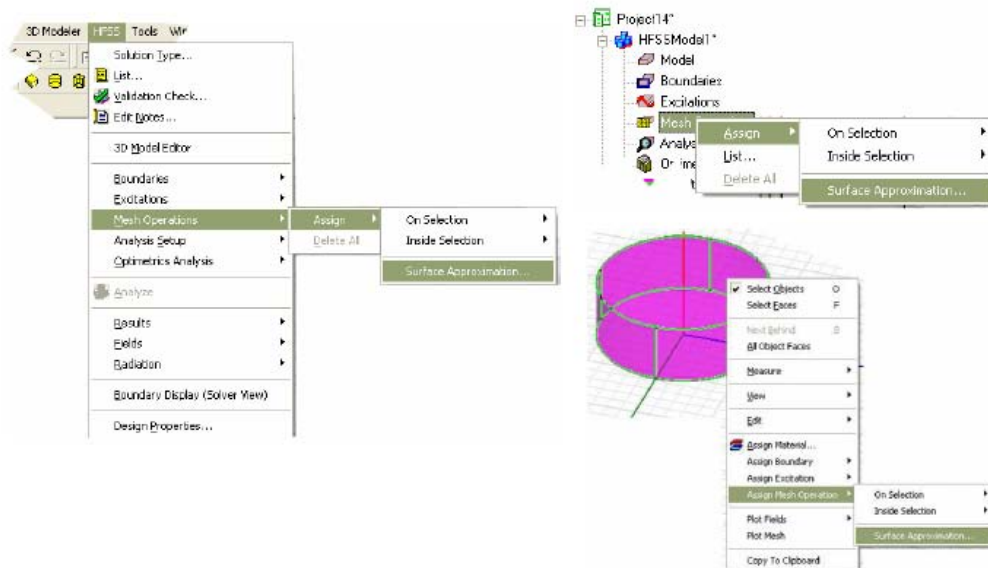 3D Modeler HFSS Tools
Solution Type...
List...
Validation Check...
Edit Notes...
3D Model Editor
Boundaries
Excitations
Mesh Operations
Analysis Setup
Optimetrics Analysis
Analyze
Results
Fields
Radiation
Boundary Display (Solver View)
Design Properties...
Assign
Delete All
On Selection
Inside Selection
Surface Approximation...
Project14*
HFSSModel1*
Model
Boundaries
Excitations
Mesh
Assign
List...
Delete All
On Selection
Inside Selection
Surface Approximation...
Select Objects O
Select Faces F
Next Behind B
All Object Faces
Measure
View
Edit
Assign Material...
Assign Boundary
Assign Excitation
Assign Mesh Operation
Plot Fields
Plot Mesh
Copy To Clipboard
On Selection
Inside Selection
Surface Approximation...